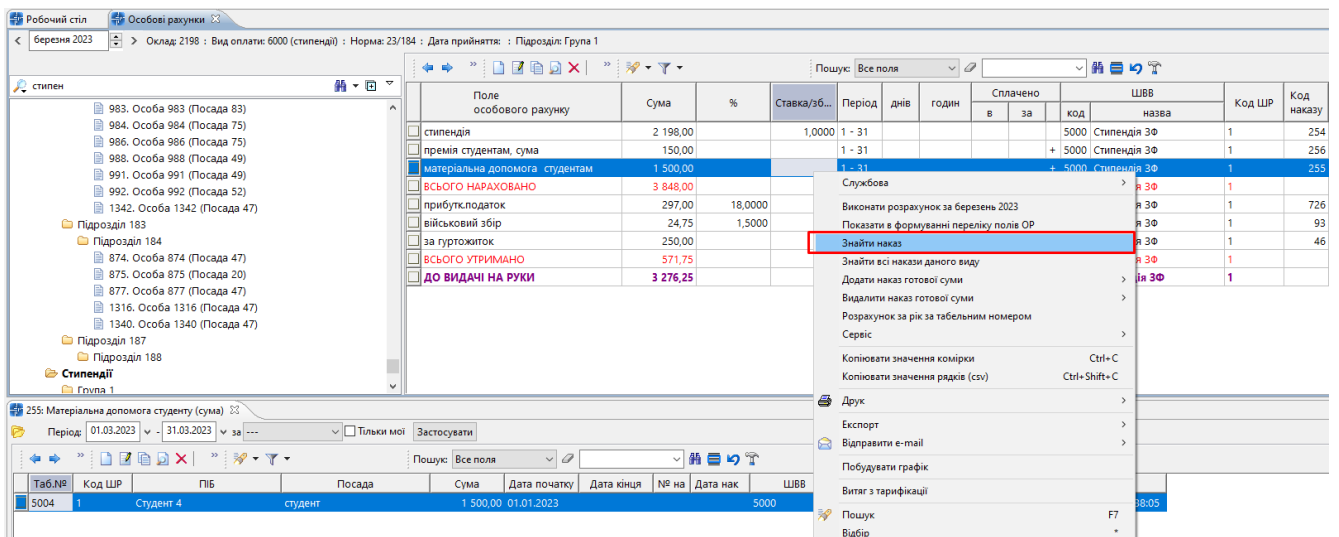 Робочий стіл Особові рахунки
березня 2023 Оклад: 2198 : Вид оплати: 6000 (стипендії) : Норма: 23/184 : Дата прийняття: : Підрозділ: Група 1
стипен
983. Особа 983 (Посада 83)
984. Особа 984 (Посада 75)
986. Особа 986 (Посада 75)
988. Особа 988 (Посада 49)
991. Особа 991 (Посада 49)
992. Особа 992 (Посада 52)
1342. Особа 1342 (Посада 47)
Підрозділ 183
Підрозділ 184
874. Особа 874 (Посада 47)
875. Особа 875 (Посада 20)
877. Особа 877 (Посада 47)
1316. Особа 1316 (Посада 47)
1340. Особа 1340 (Посада 47)
Підрозділ 187
Підрозділ 188
Стипендії
Група 1
Пошук: Все поля
Поле особового рахунку Сума % Ставка/зб... Період днів годин Сплачено в за ШВВ код назва Код ШР Код наказу
стипендія 2 198,00 1,0000 1 - 31 5000 Стипендія ЗФ 1 254
премія студентам, сума 150,00 1 - 31 + 5000 Стипендія ЗФ 1 256
матеріальна допомога студентам 1 500,00 1 - 31 + 5000 Стипендія ЗФ 1 255
ВСЬОГО НАРАХОВАНО 3 848,00 я ЗФ 1
прибутк.податок 297,00 18,0000 я ЗФ 1 726
військовий збір 24,75 1,5000 я ЗФ 1 93
за гуртожиток 250,00 я ЗФ 1 46
ВСЬОГО УТРИМАНО 571,75 я ЗФ 1
ДО ВИДАЧІ НА РУКИ 3 276,25 ія ЗФ 1
Службова
Виконати розрахунок за березень 2023
Показати в формуванні переліку полів ОР
Знайти наказ
Знайти всі накази даного виду
Додати наказ готової суми
Видалити наказ готової суми
Розрахунок за рік за табельним номером
Сервіс
Копіювати значення комірки Ctrl+C
Копіювати значення рядків (csv) Ctrl+Shift+C
Друк
Експорт
Відправити e-mail
Побудувати графік
Витяг з тарифікації
Пошук F7
Відбір *
255: Матеріальна допомога студенту (сума)
Період: 01.03.2023 - 31.03.2023 за --- Тільки мої Застосувати
Пошук: Все поля
Таб.№ Код ШР ПІБ Посада Сума Дата початку Дата кінця № на Дата нак ШВВ
5004 1 Студент 4 студент 1 500,00 01.01.2023 5000 38:05